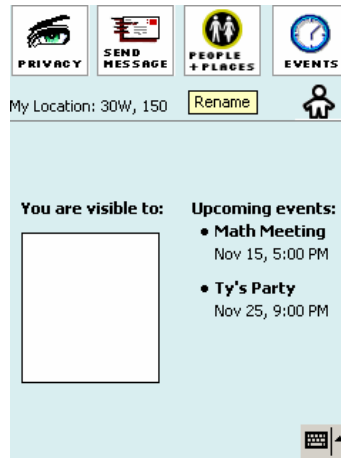 PRIVACY
SEND
MESSAGE
PEOPLE
+PLACES
EVENTS
My Location: 30W, 150
Rename
You are visible to:
Upcoming events:
• Math Meeting
Nov 15, 5:00 PM
• Ty's Party
Nov 25, 9:00 PM